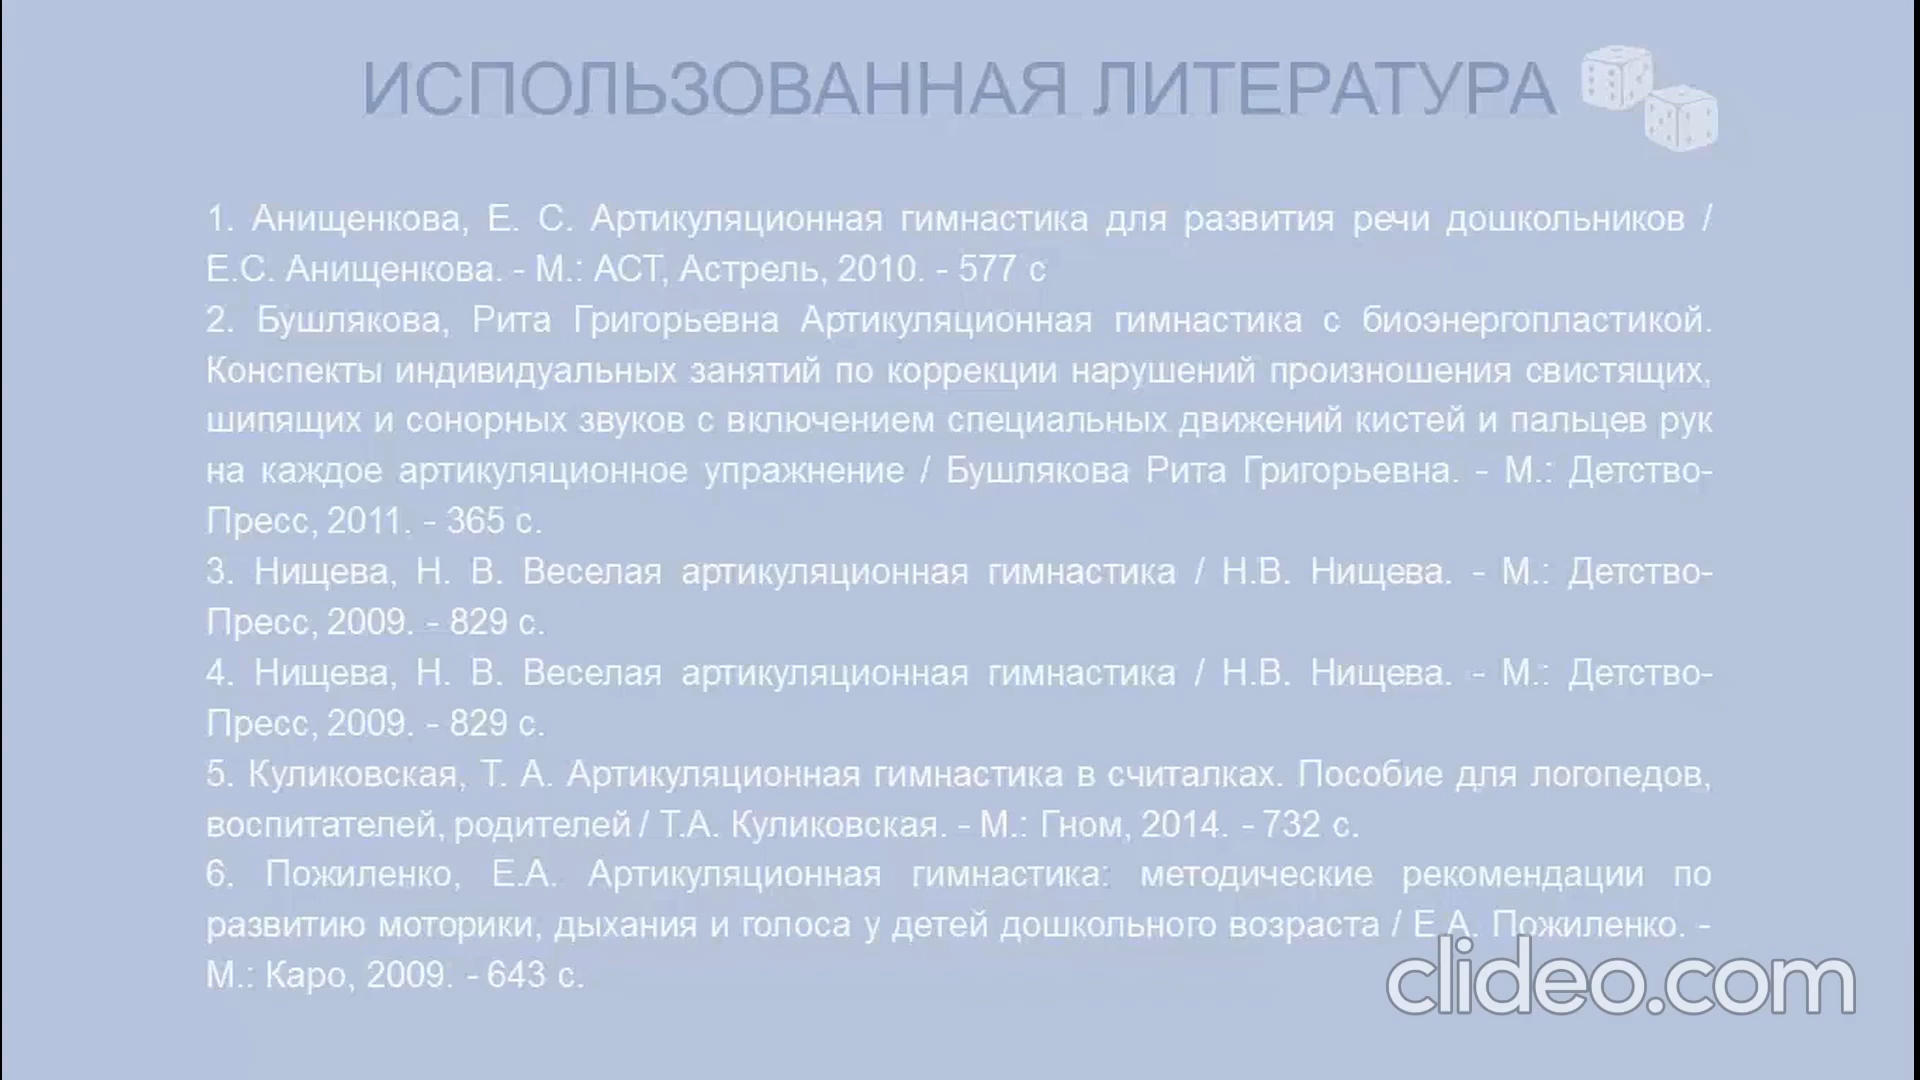 ИСПОЛЬЗОВАННАЯ ЛИТЕРАТУРА
1. Анищенкова, Е. С. Артикуляционная гимнастика для развития речи дошкольников /
Е.С. Анищенкова. - М.: АСТ, Астрель, 2010. - 577 c
2. Бушлякова, Рита Григорьевна Артикуляционная гимнастика с биоэнергопластикой.
Конспекты индивидуальных занятий по коррекции нарушений произношения свистящих,
шипящих и сонорных звуков с включением специальных движений кистей и пальцев рук
на каждое артикуляционное упражнение / Бушлякова Рита Григорьевна. - М.: Детство-
Пресс, 2011. - 365 c.
3. Нищева, Н. В. Веселая артикуляционная гимнастика / Н.В. Нищева. - М.: Детство-
Пресс, 2009. - 829 c.
4. Нищева, Н. В. Веселая артикуляционная гимнастика / Н.В. Нищева. - М.: Детство-
Пресс, 2009. - 829 c.
5. Куликовская, Т. А. Артикуляционная гимнастика в считалках. Пособие для логопедов,
воспитателей, родителей / Т.А. Куликовская. - М.: Гном, 2014. - 732 c.
6. Пожиленко, Е.А. Артикуляционная гимнастика: методические рекомендации по
развитию моторики, дыхания и голоса у детей дошкольного возраста / Е.А. Пожиленко. -
М.: Каро, 2009. - 643 c.
clideo.com